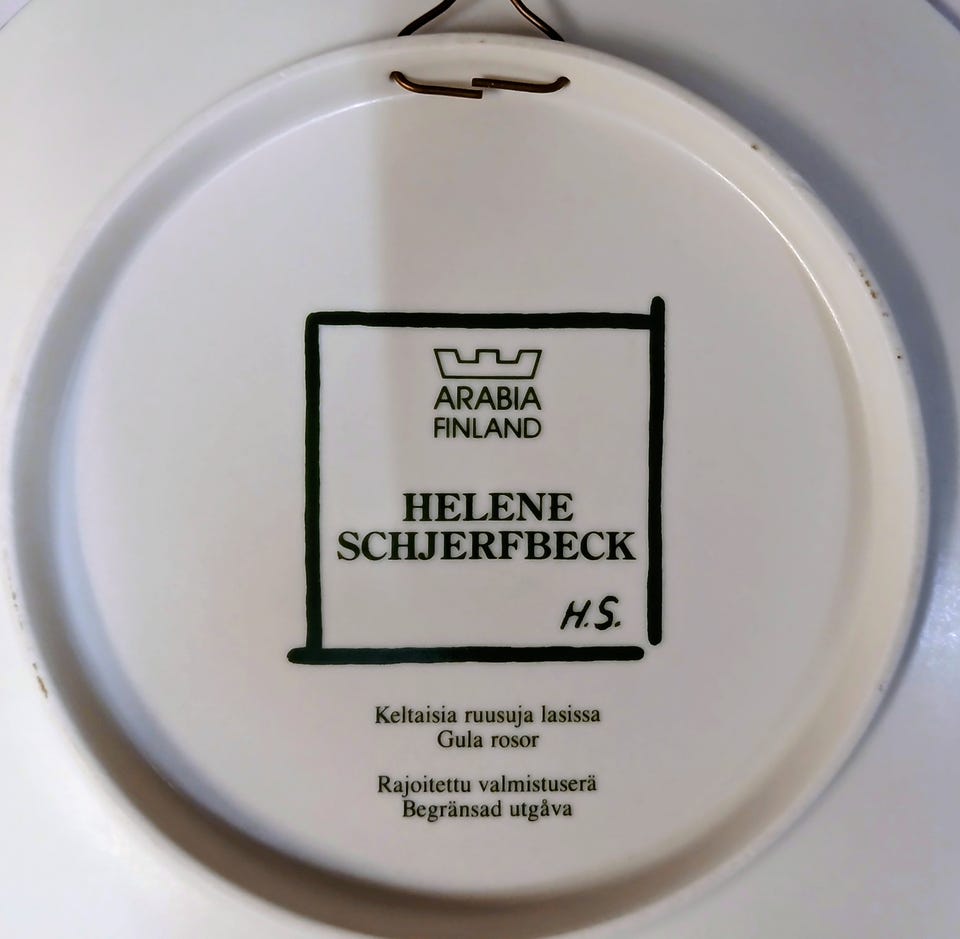 ARABIA
FINLAND
HELENE
SCHJERFBECK
H.S.
Keltaisia ruusuja lasissa
Gula rosor
Rajoitettu valmistuserä
Begränsad utgåva